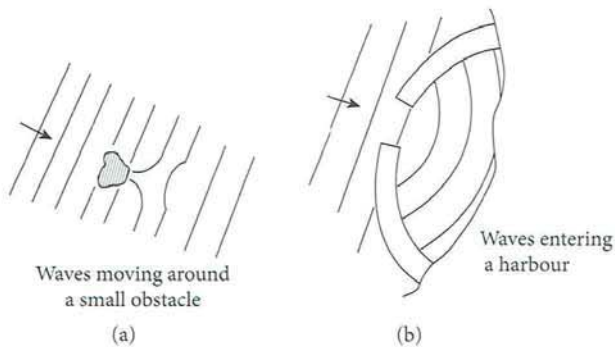 Waves moving around
a small obstacle
(a)
Waves entering
a harbour
(b)